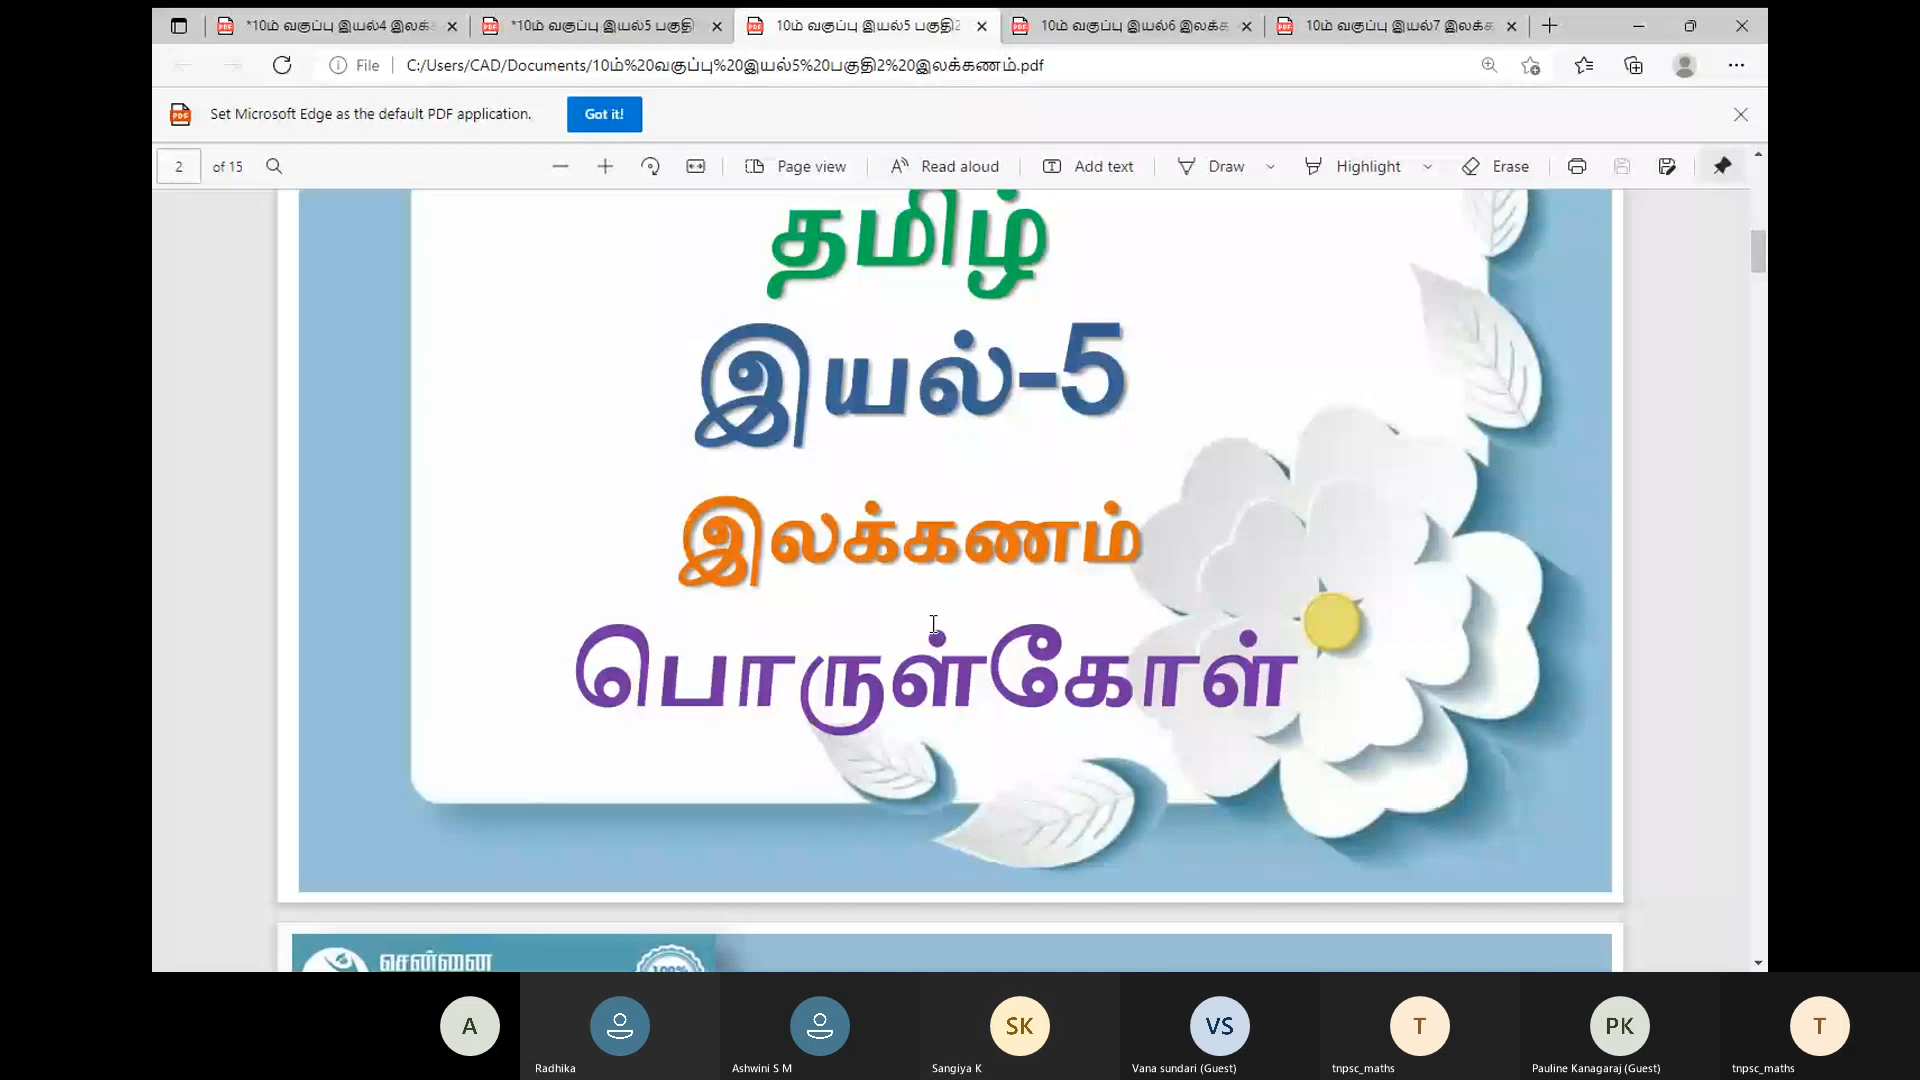 *10ம் வகுப்பு இயல்4 இலக்க
*10ம் வகுப்பு இயல்5 பகுதி
10ம் வகுப்பு இயல்5 பகுதி2
10ம் வகுப்பு இயல்6 இலக்க
10ம் வகுப்பு இயல்7 இலக்க
File
C:/Users/CAD/Documents/10ம்%20வகுப்பு%20இயல்5%20பகுதி2%20இலக்கணம்.pdf
Set Microsoft Edge as the default PDF application.
Got it!
2 of 15
Page view
Read aloud
Add text
Draw
Highlight
Erase
தமிழ்
இயல்-5
இலக்கணம்
பொருள்கோள்
சென்னை
100%
A
SK
VS
T
PK
T
Radhika
Ashwini S M
Sangiya K
Vana sundari (Guest)
tnpsc_maths
Pauline Kanagaraj (Guest)
tnpsc_maths